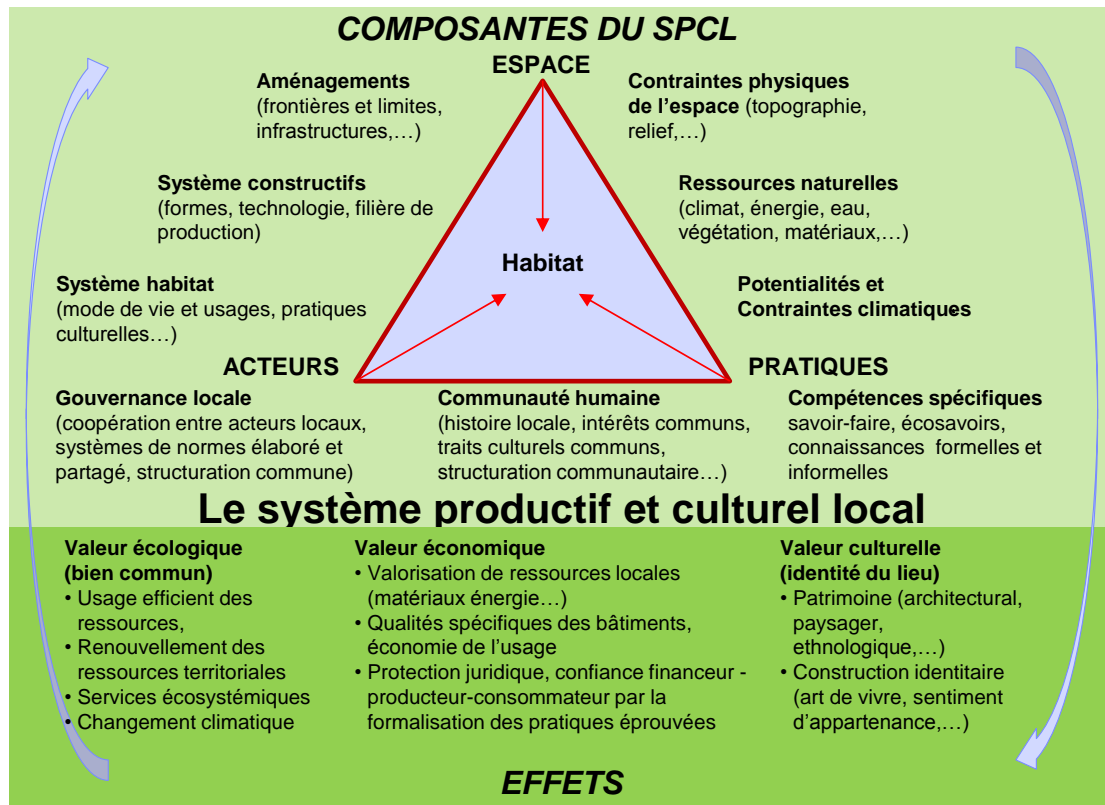 COMPOSANTES DU SPCL
ESPACE
Aménagements
(frontières et limites,
infrastructures,…)
Contraintes physiques
de l'espace (topographie,
relief,…)
Système constructifs
(formes, technologie, filière de
production)
Ressources naturelles
(climat, énergie, eau,
végétation, matériaux,…)
Habitat
Système habitat
(mode de vie et usages, pratiques
culturelles…)
Potentialités et
Contraintes climatiques
ACTEURS
PRATIQUES
Gouvernance locale
(coopération entre acteurs locaux,
systèmes de normes élaboré et
partagé, structuration commune)
Communauté humaine
(histoire locale, intérêts communs,
traits culturels communs,
structuration communautaire…)
Compétences spécifiques
savoir-faire, écosavoirs,
connaissances formelles et
informelles
Le système productif et culturel local
Valeur écologique
(bien commun)
• Usage efficient des
ressources,
• Renouvellement des
ressources territoriales
• Services écosystémiques
• Changement climatique
Valeur économique
• Valorisation de ressources locales
(matériaux énergie…)
• Qualités spécifiques des bâtiments,
économie de l'usage
• Protection juridique, confiance financeur -
producteur-consommateur par la
formalisation des pratiques éprouvées
Valeur culturelle
(identité du lieu)
• Patrimoine (architectural,
paysager,
ethnologique,…)
• Construction identitaire
(art de vivre, sentiment
d'appartenance,…)
EFFETS